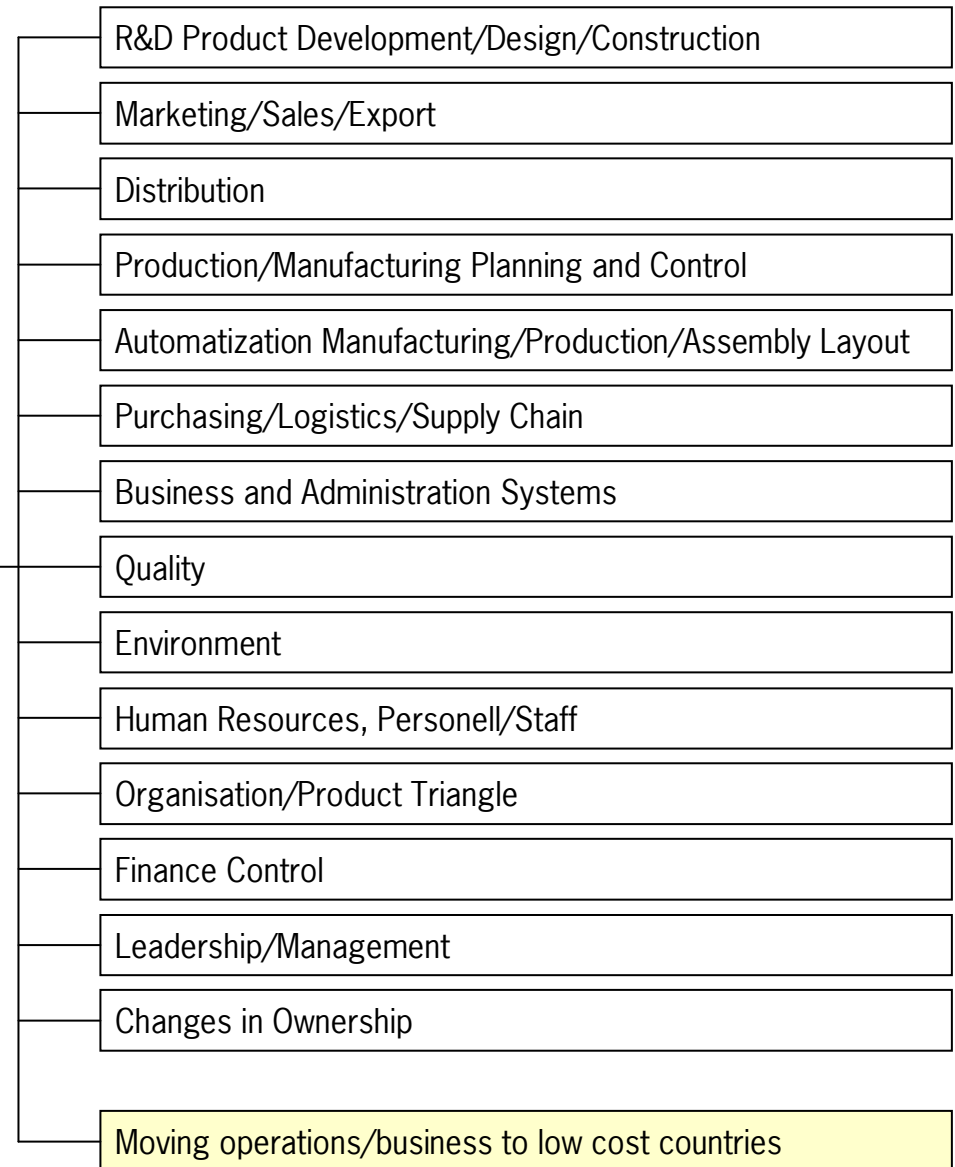 R&D Product Development/Design/Construction
Marketing/Sales/Export
Distribution
Production/Manufacturing Planning and Control
Automatization Manufacturing/Production/Assembly Layout
Purchasing/Logistics/Supply Chain
Business and Administration Systems
Quality
Environment
Human Resources, Personell/Staff
Organisation/Product Triangle
Finance Control
Leadership/Management
Changes in Ownership
Moving operations/business to low cost countries